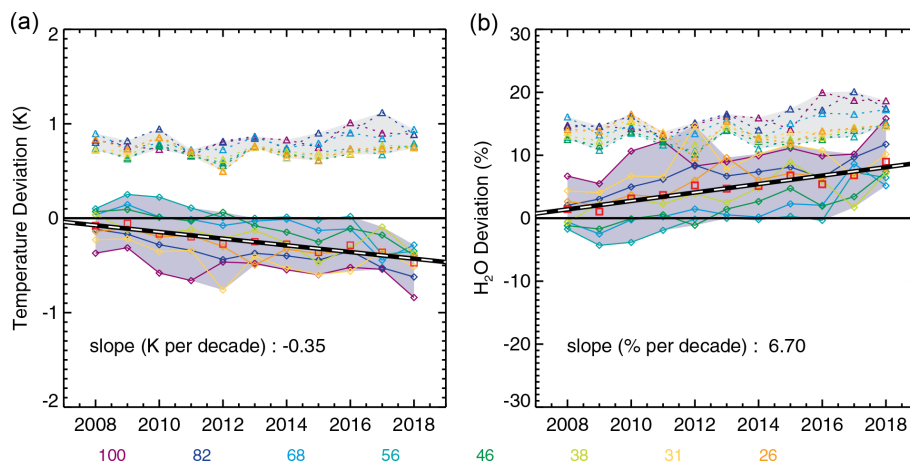 (a)
Temperature Deviation (K)
2
1
0
-1
-2
slope (K per decade) : -0.35
2008 2010 2012 2014 2016 2018
(b)
H2O Deviation (%)
30
20
10
0
-10
-20
-30
slope (% per decade) : 6.70
2008 2010 2012 2014 2016 2018
100 82 68 56 46 38 31 26